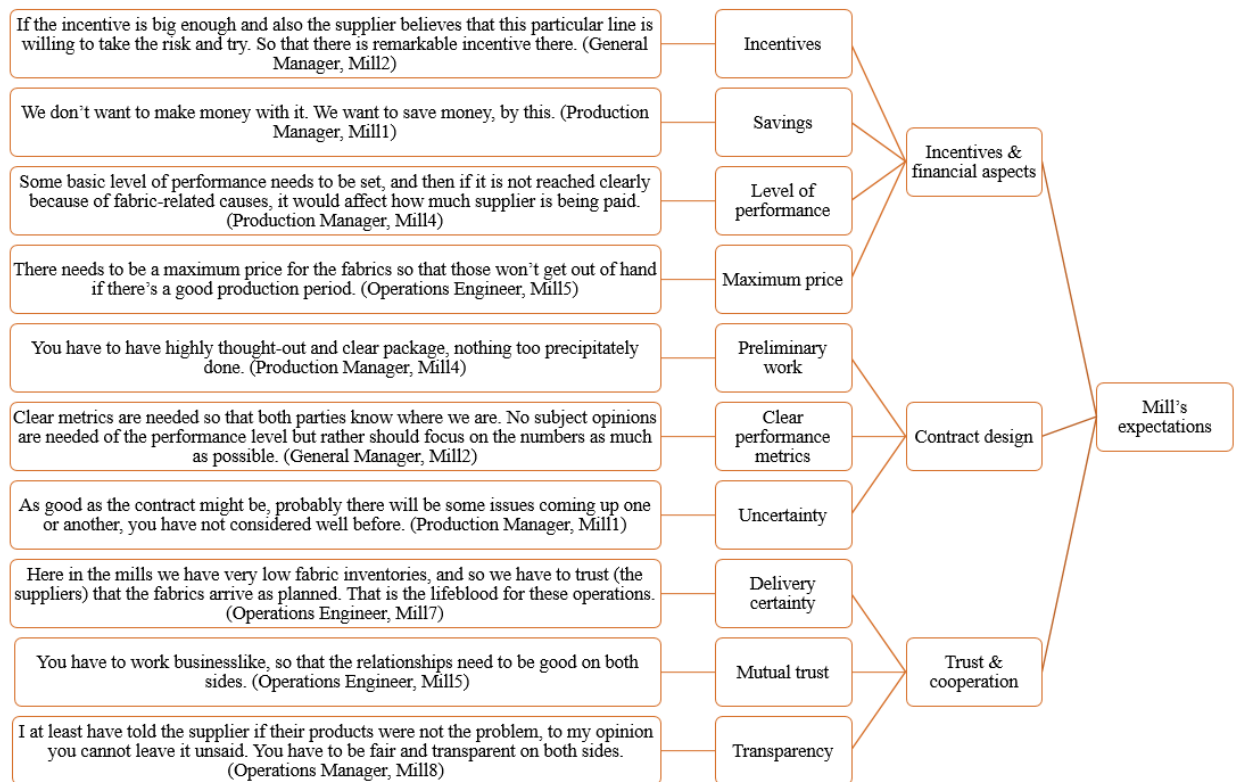 If the incentive is big enough and also the supplier believes that this particular line is
willing to take the risk and try. So that there is remarkable incentive there. (General
Manager, Mill2)
Incentives
We don't want to make money with it. We want to save money, by this. (Production
Manager, Mill1)
Savings
Some basic level of performance needs to be set, and then if it is not reached clearly
because of fabric-related causes, it would affect how much supplier is being paid.
(Production Manager, Mill4)
Level of
performance
There needs to be a maximum price for the fabrics so that those won't get out of hand
if there's a good production period. (Operations Engineer, Mill5)
Maximum price
Incentives &
financial aspects
You have to have highly thought-out and clear package, nothing too precipitately
done. (Production Manager, Mill4)
Preliminary
work
Clear metrics are needed so that both parties know where we are. No subject opinions
are needed of the performance level but rather should focus on the numbers as much
as possible. (General Manager, Mill2)
Clear
performance
metrics
As good as the contract might be, probably there will be some issues coming up one
or another, you have not considered well before. (Production Manager, Mill1)
Uncertainty
Contract design
Here in the mills we have very low fabric inventories, and so we have to trust (the
suppliers) that the fabrics arrive as planned. That is the lifeblood for these operations.
(Operations Engineer, Mill7)
Delivery
certainty
You have to work businesslike, so that the relationships need to be good on both
sides. (Operations Engineer, Mill5)
Mutual trust
I at least have told the supplier if their products were not the problem, to my opinion
you cannot leave it unsaid. You have to be fair and transparent on both sides.
(Operations Manager, Mill8)
Transparency
Trust &
cooperation
Mill's
expectations